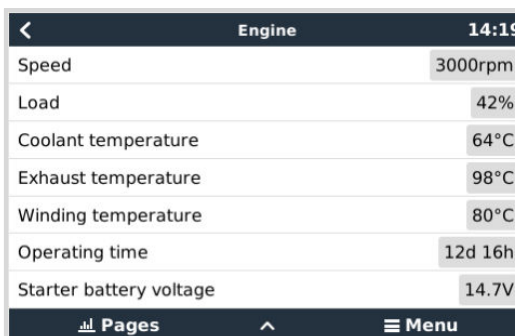 Engine 14:19
Speed 3000rpm
Load 42%
Coolant temperature 64°C
Exhaust temperature 98°C
Winding temperature 80°C
Operating time 12d 16h
Starter battery voltage 14.7V
Pages Menu